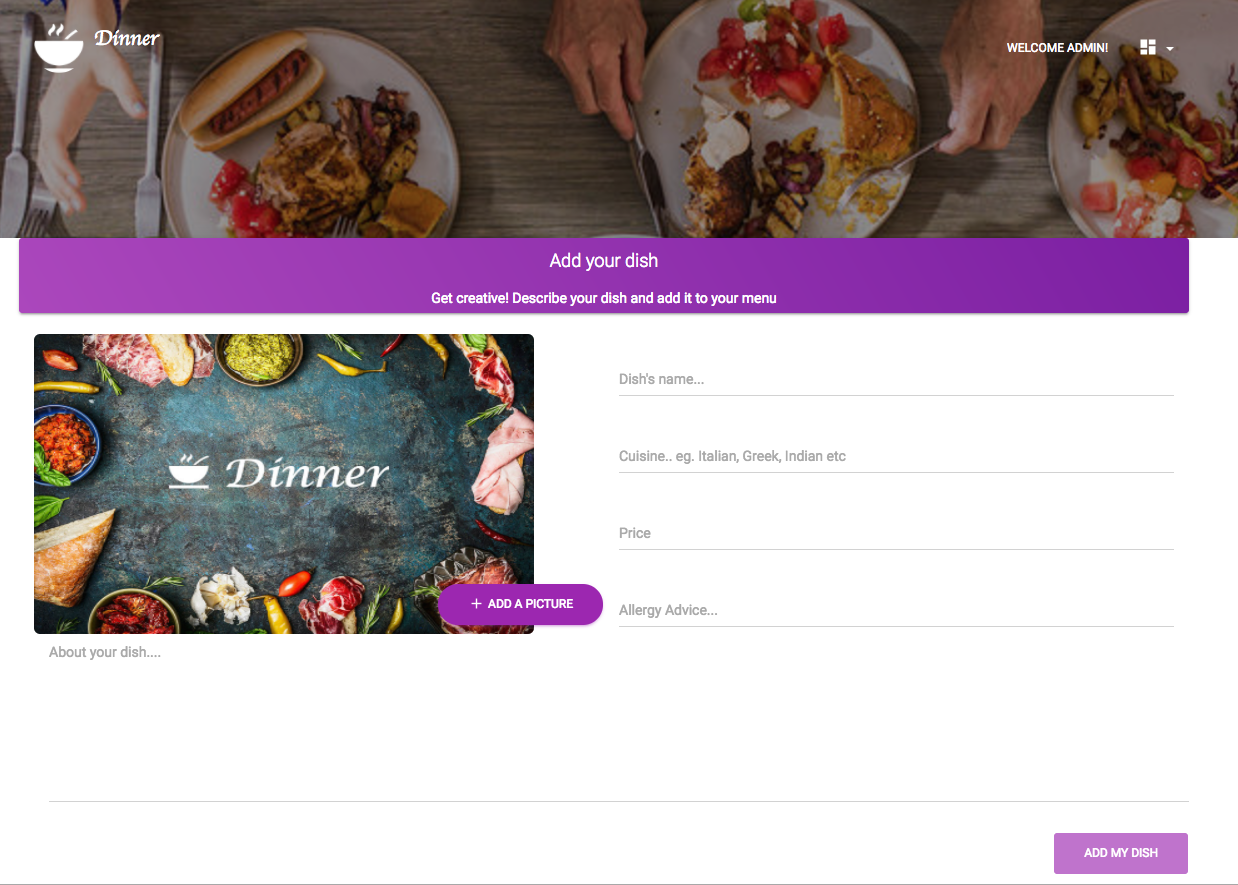 Dinner
WELCOME ADMIN!
Add your dish
Get creative! Describe your dish and add it to your menu
Dinner
ADD A PICTURE
Dish's name...
Cuisine.. eg. Italian, Greek, Indian etc
Price
Allergy Advice...
About your dish....
ADD MY DISH